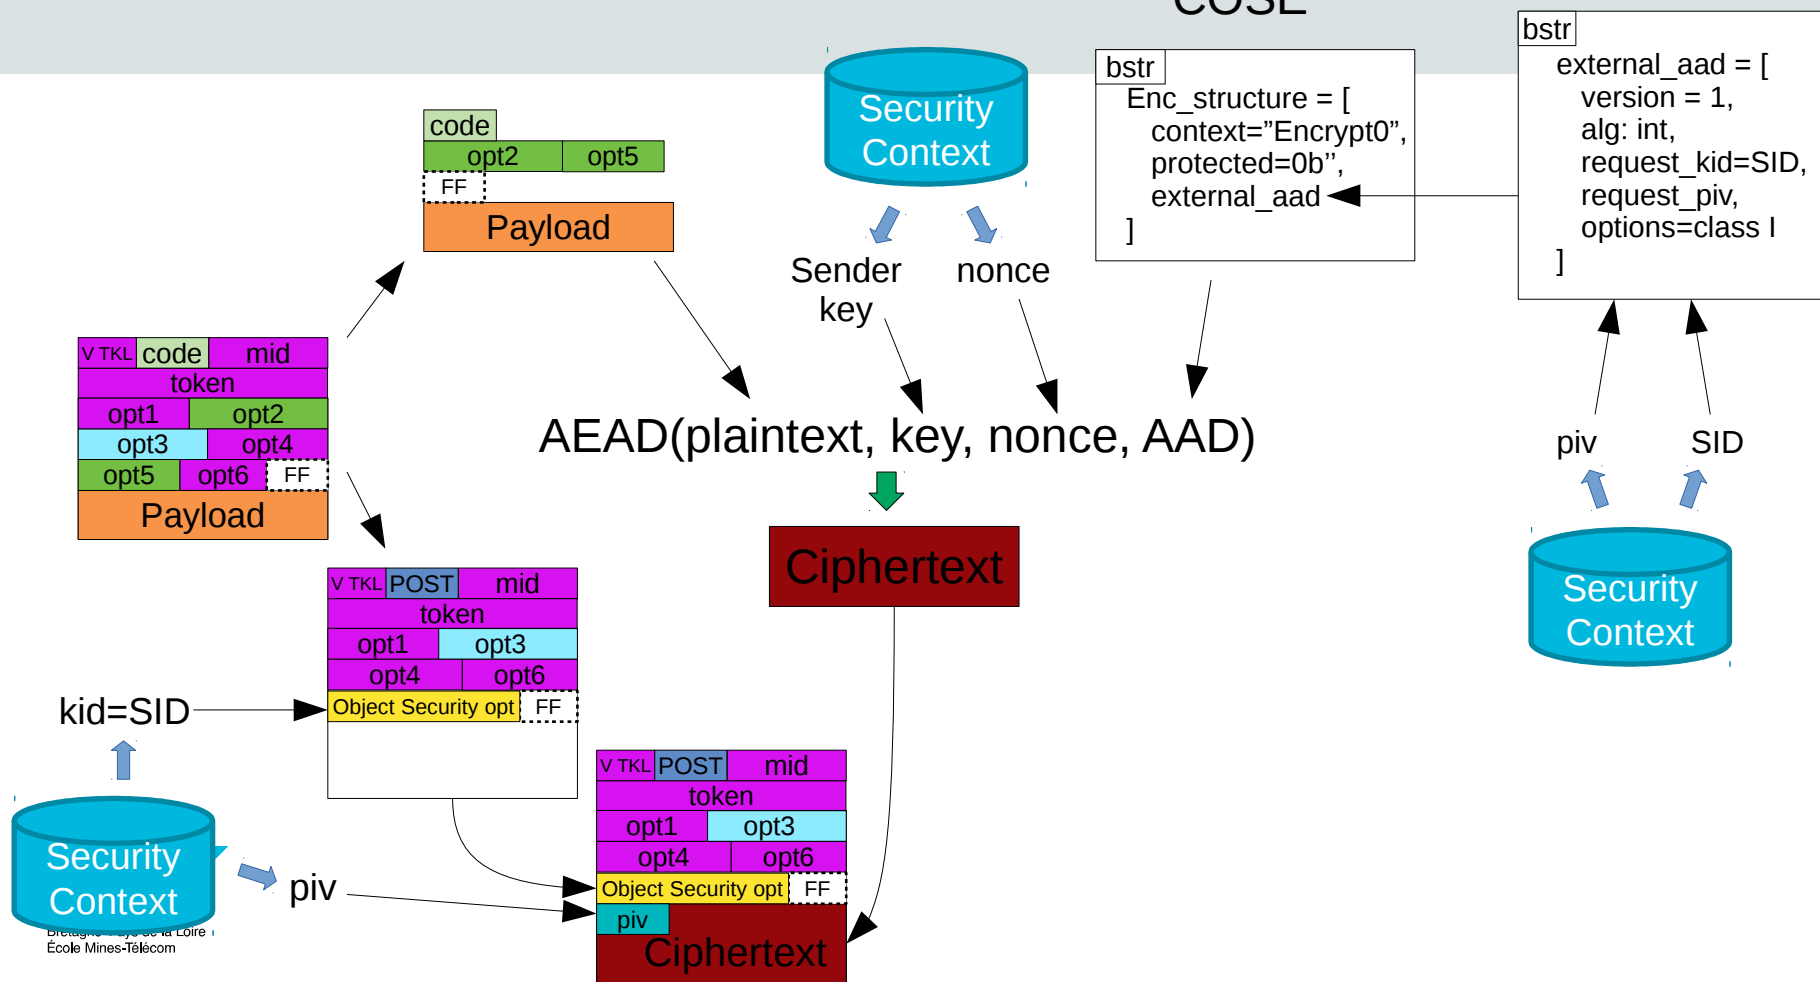 COSE
bstr
external_aad = [
version = 1,
alg: int,
request_kid=SID,
request_piv,
options=class I
]
bstr
Enc_structure = [
context=”Encrypt0”,
protected=0b’’,
external_aad
]
Security
Context
code
opt2 opt5
FF
Payload
Sender
key
nonce
V TKL code mid
token
opt1 opt2
opt3 opt4
opt5 opt6 FF
Payload
AEAD(plaintext, key, nonce, AAD)
piv SID
Security
Context
Ciphertext
V TKL POST mid
token
opt1 opt3
opt4 opt6
Object Security opt FF
kid=SID
Security
Context
piv
V TKL POST mid
token
opt1 opt3
opt4 opt6
Object Security opt FF
piv
Ciphertext
la Loire
École Mines-Télécom